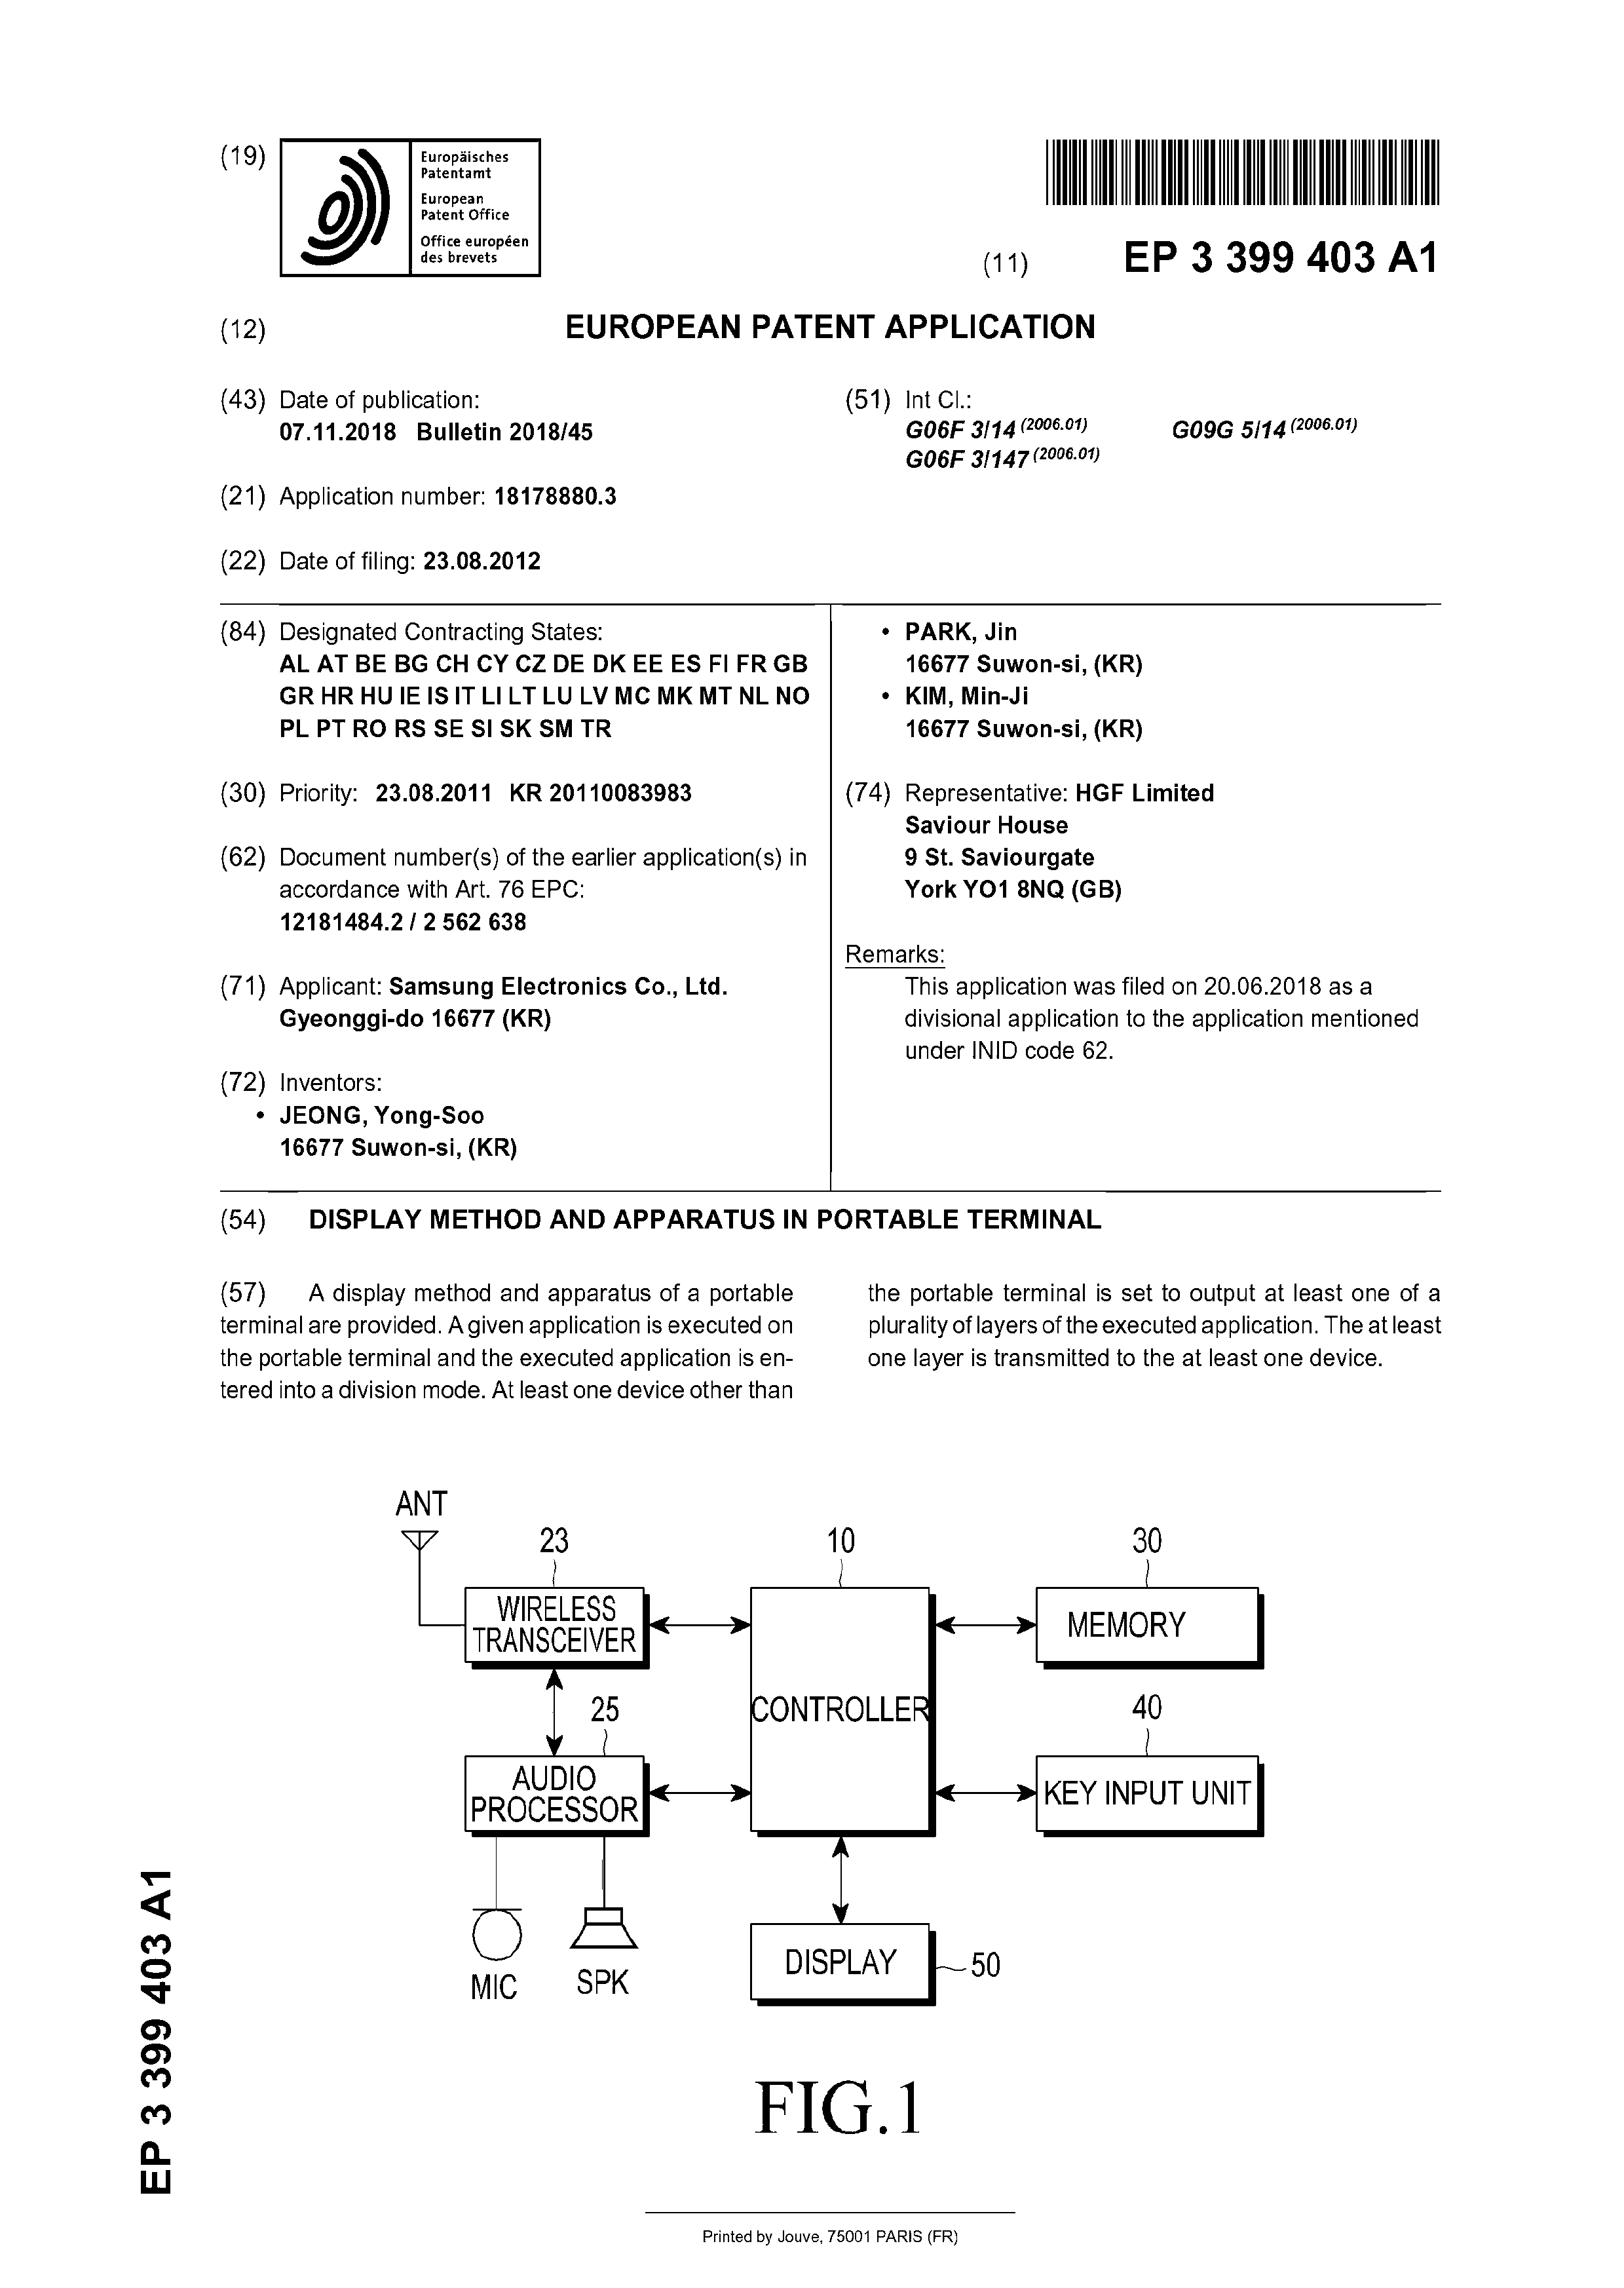 (19)
Europäisches
Patentamt
European
Patent Office
Office européen
des brevets
(11) EP 3 399 403 A1
(12) EUROPEAN PATENT APPLICATION
(43) Date of publication:
07.11.2018 Bulletin 2018/45
(21) Application number: 18178880.3
(22) Date of filing: 23.08.2012
(51) Int Cl.:
G06F 3/14 (2006.01) G09G 5/14 (2006.01)
G06F 3/147 (2006.01)
(84) Designated Contracting States:
AL AT BE BG CH CY CZ DE DK EE ES FI FR GB
GR HR HU IE IS IT LI LT LU LV MC MK MT NL NO
PL PT RO RS SE SI SK SM TR
(30) Priority: 23.08.2011 KR 20110083983
(62) Document number(s) of the earlier application(s) in
accordance with Art. 76 EPC:
12181484.2 / 2 562 638
(71) Applicant: Samsung Electronics Co., Ltd.
Gyeonggi-do 16677 (KR)
(72) Inventors:
• JEONG, Yong-Soo
16677 Suwon-si, (KR)
• PARK, Jin
16677 Suwon-si, (KR)
• KIM, Min-Ji
16677 Suwon-si, (KR)
(74) Representative: HGF Limited
Saviour House
9 St. Saviourgate
York YO1 8NQ (GB)
Remarks:
This application was filed on 20.06.2018 as a
divisional application to the application mentioned
under INID code 62.
(54) DISPLAY METHOD AND APPARATUS IN PORTABLE TERMINAL
(57) A display method and apparatus of a portable
terminal are provided. A given application is executed on
the portable terminal and the executed application is en-
tered into a division mode. At least one device other than
the portable terminal is set to output at least one of a
plurality of layers of the executed application. The at least
one layer is transmitted to the at least one device.
ANT
23
10
30
WIRELESS
TRANSCEIVER
MEMORY
CONTROLLER
25
40
AUDIO
PROCESSOR
KEY INPUT UNIT
DISPLAY
50
MIC
SPK
FIG.1
EP 3 399 403 A1
Printed by Jouve, 75001 PARIS (FR)